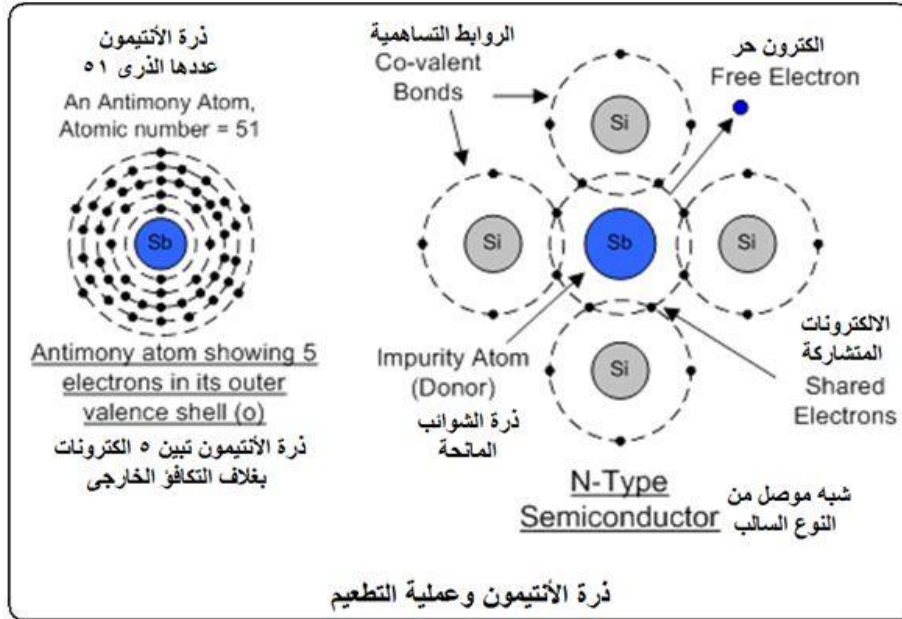 ذرة الأنتيمون
عددها الذرى ٥١
An Antimony Atom,
Atomic number = 51
Sb
Antimony atom showing 5
electrons in its outer
valence shell (o)
ذرة الأنتيمون تبين ٥ الكترونات
بغلاف التكافؤ الخارجى
الروابط التساهمية
Co-valent
Bonds
الكترون حر
Free Electron
Si
Si
Sb
Si
Si
Impurity Atom
(Donor)
ذرة الشوائب
المانحة
الالكترونات
المتشاركة
Shared
Electrons
N-Type
Semiconductor
شبه موصل من
النوع السالب
ذرة الأنتيمون وعملية التطعيم